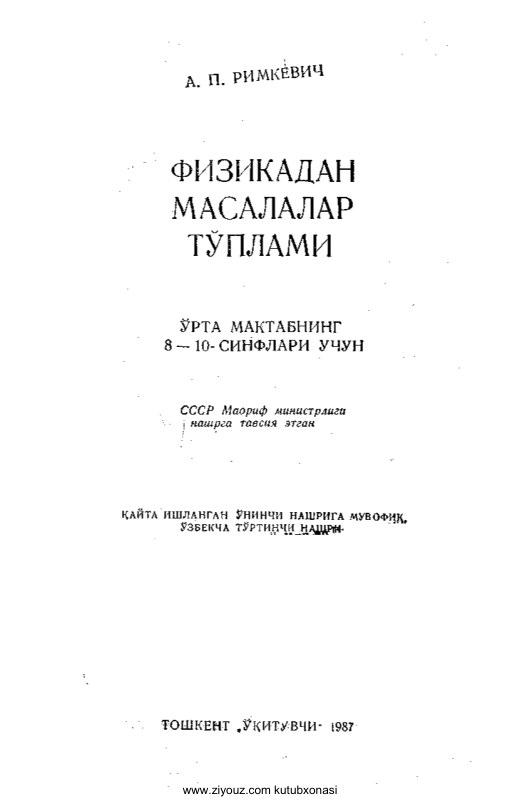 А. П. РИМКЕВИЧ
ФИЗИКАДАН
МАСАЛАЛАР
ТЎПЛАМИ
ЎРТА МАКТАБНИНГ
8 — 10- СИНФЛАРИ УЧУН
СССР Маориф министрлиги
нашрга тавсия этган
ҚАЙТА ИШЛАНГАН ЎНИНЧИ НАШРИГА МУВОФИҚ,
ЎЗБЕКЧА ТЎРТИНЧИ НАШРИ
ТОШКЕНТ „ЎҚИТУВЧИ“ 1987
www.ziyouz.com kutubxonasi